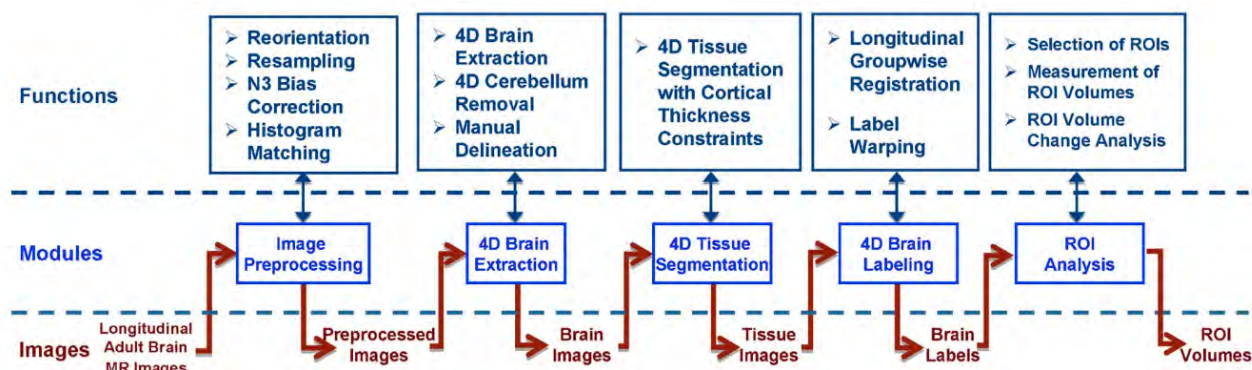 Functions
➢ Reorientation
➢ Resampling
➢ N3 Bias
Correction
➢ Histogram
Matching
➢ 4D Brain
Extraction
➢ 4D Cerebellum
Removal
➢ Manual
Delineation
➢ 4D Tissue
Segmentation
with Cortical
Thickness
Constraints
➢ Longitudinal
Groupwise
Registration
➢ Label
Warping
➢ Selection of ROIs
➢ Measurement of
ROI Volumes
➢ ROI Volume
Change Analysis
Modules
Image
Preprocessing
4D Brain
Extraction
4D Tissue
Segmentation
4D Brain
Labeling
ROI
Analysis
Images
Longitudinal
Adult Brain
MR Images
Preprocessed
Images
Brain
Images
Tissue
Images
Brain
Labels
ROI
Volumes